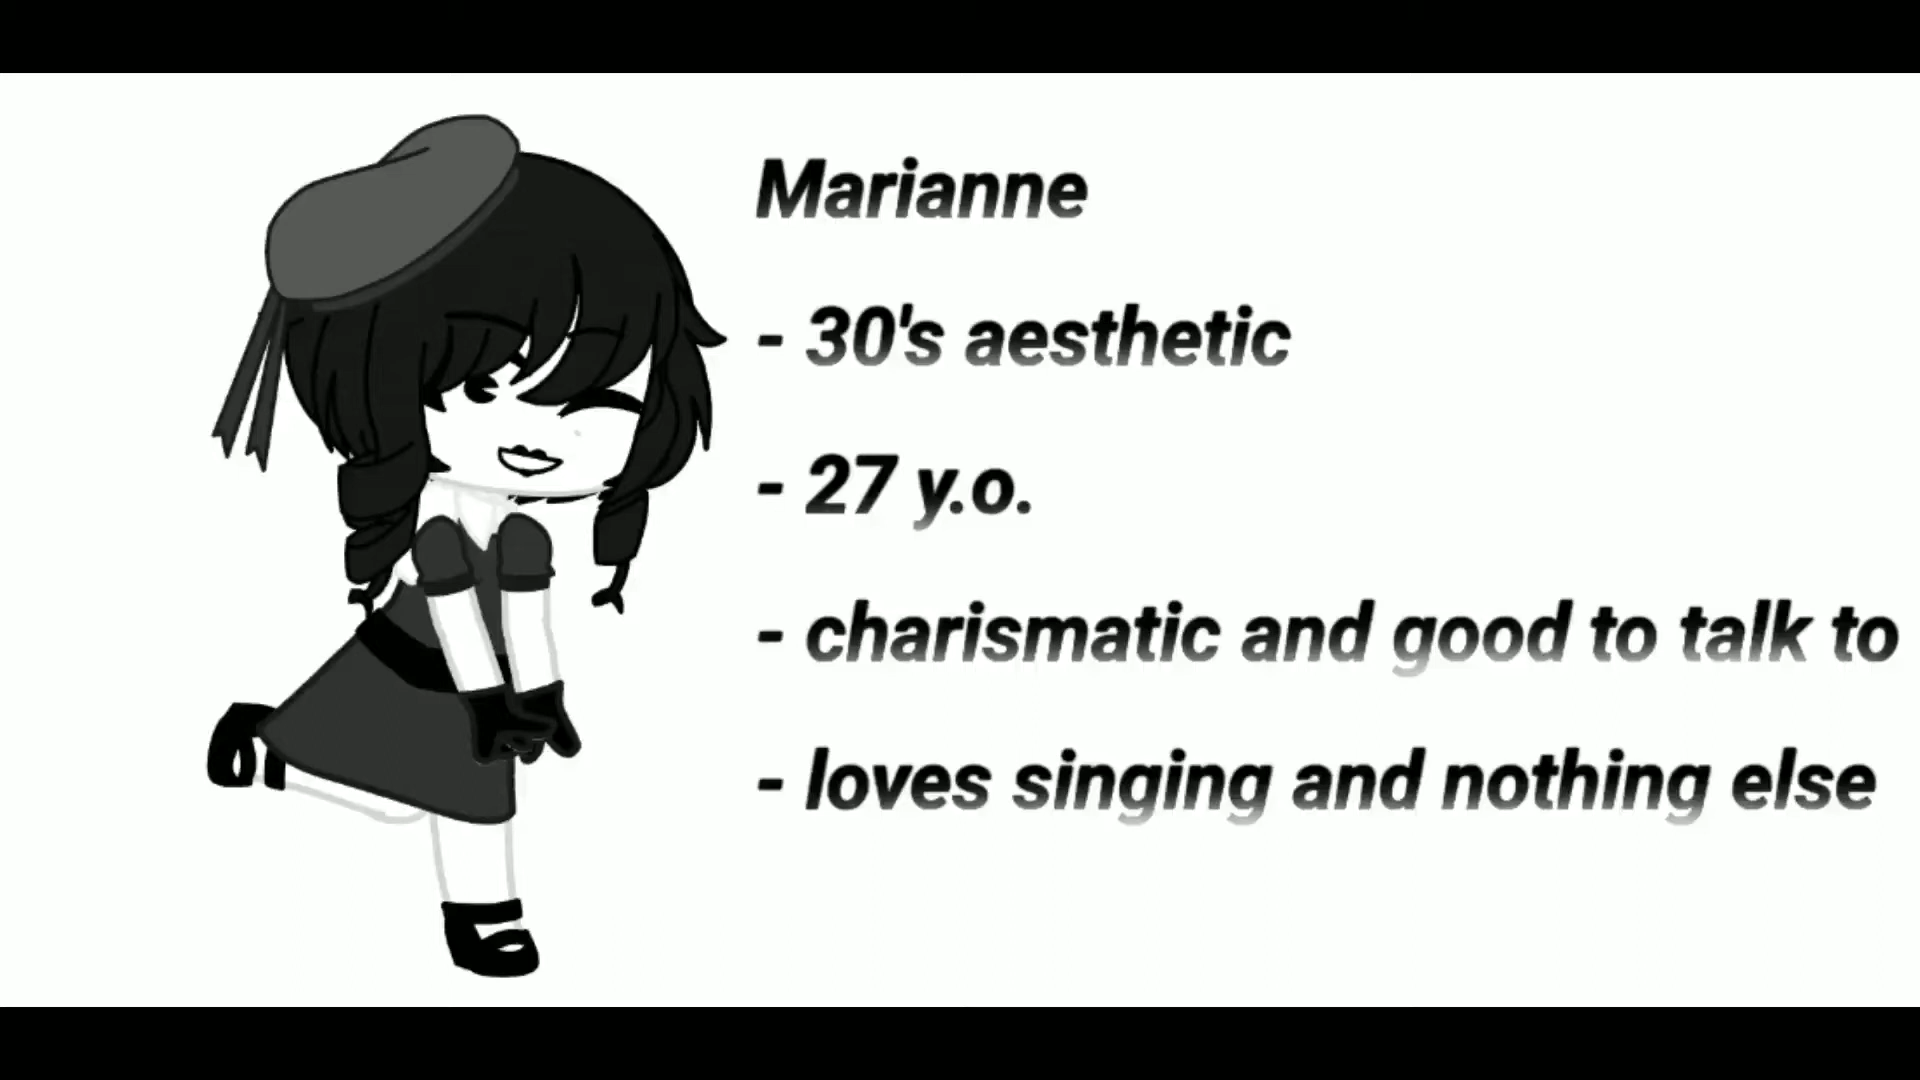 Marianne
- 30's aesthetic
- 27 y.o.
- charismatic and good to talk to
- loves singing and nothing else